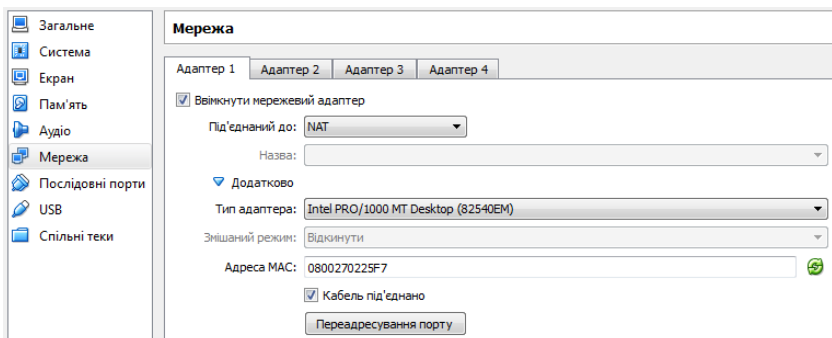 Загальне
Система
Екран
Пам'ять
Аудіо
Мережа
Послідовні порти
USB
Спільні теки
Мережа
Адаптер 1 Адаптер 2 Адаптер 3 Адаптер 4
Ввімкнути мережевий адаптер
Під'єднаний до: NAT
Назва:
Додатково
Тип адаптера: Intel PRO/1000 MT Desktop (82540EM)
Змішаний режим: Відкинути
Адреса MAC: 0800270225F7
Кабель під'єднано
Переадресування порту